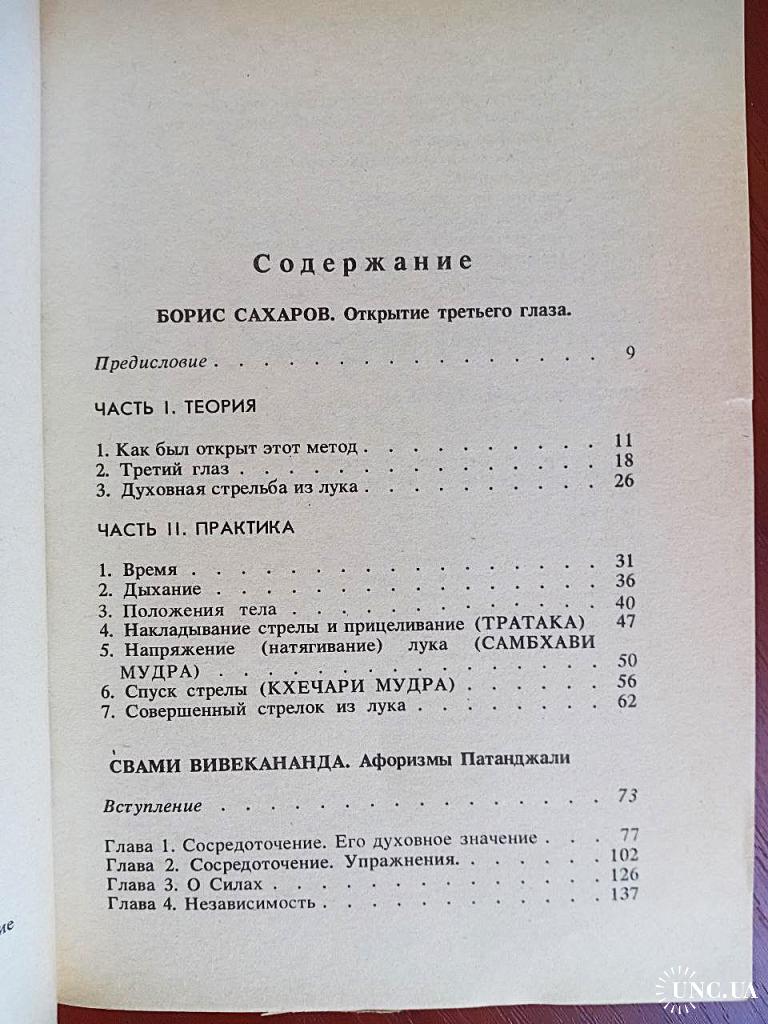 Содержание
БОРИС САХАРОВ. Открытие третьего глаза.
Предисловие . . . . . . . . . . . . . . . . 9
ЧАСТЬ I. ТЕОРИЯ
1. Как был открыт этот метод . . . . . . . . . . 11
2. Третий глаз . . . . . . . . . . . . . . . 18
3. Духовная стрельба из лука . . . . . . . . . . 26
ЧАСТЬ II. ПРАКТИКА
1. Время . . . . . . . . . . . . . . . . . 31
2. Дыхание . . . . . . . . . . . . . . . . 36
3. Положения тела . . . . . . . . . . . . . 40
4. Накладывание стрелы и прицеливание (ТРАТАКА) 47
5. Напряжение (натягивание) лука (САМБХАВИ
МУДРА) . . . . . . . . . . . . . . . . 50
6. Спуск стрелы (КХЕЧАРИ МУДРА) . . . . . . 56
7. Совершенный стрелок из лука . . . . . . . . 62
СВАМИ ВИВЕКАНАНДА. Афоризмы Патанджали
Вступление . . . . . . . . . . . . . . . . 73
Глава 1. Сосредоточение. Его духовное значение . . . 77
Глава 2. Сосредоточение. Упражнения. . . . . . . 102
Глава 3. О Силах . . . . . . . . . . . . . . 126
Глава 4. Независимость . . . . . . . . . . . . 137
ие
UNC.UA